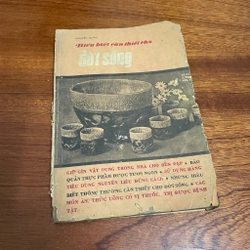 Hiểu biết cần thiết cho
đời sống
GIỮ GÌN VẬT DỤNG TRONG NHÀ CHO BỀN ĐẸP • BẢO
QUẢN THỰC PHẨM ĐƯỢC TƯƠI NGON • SỬ DỤNG HÀNG
TIÊU DÙNG NGUYÊN LIỆU ĐÚNG CÁCH • NHỮNG HIỂU
BIẾT THÔNG THƯỜNG CẦN THIẾT CHO ĐỜI SỐNG • CÁC
MÓN ĂN, THỨC UỐNG CÓ VỊ THUỐC, TRỊ ĐƯỢC BỆNH
TẬT.